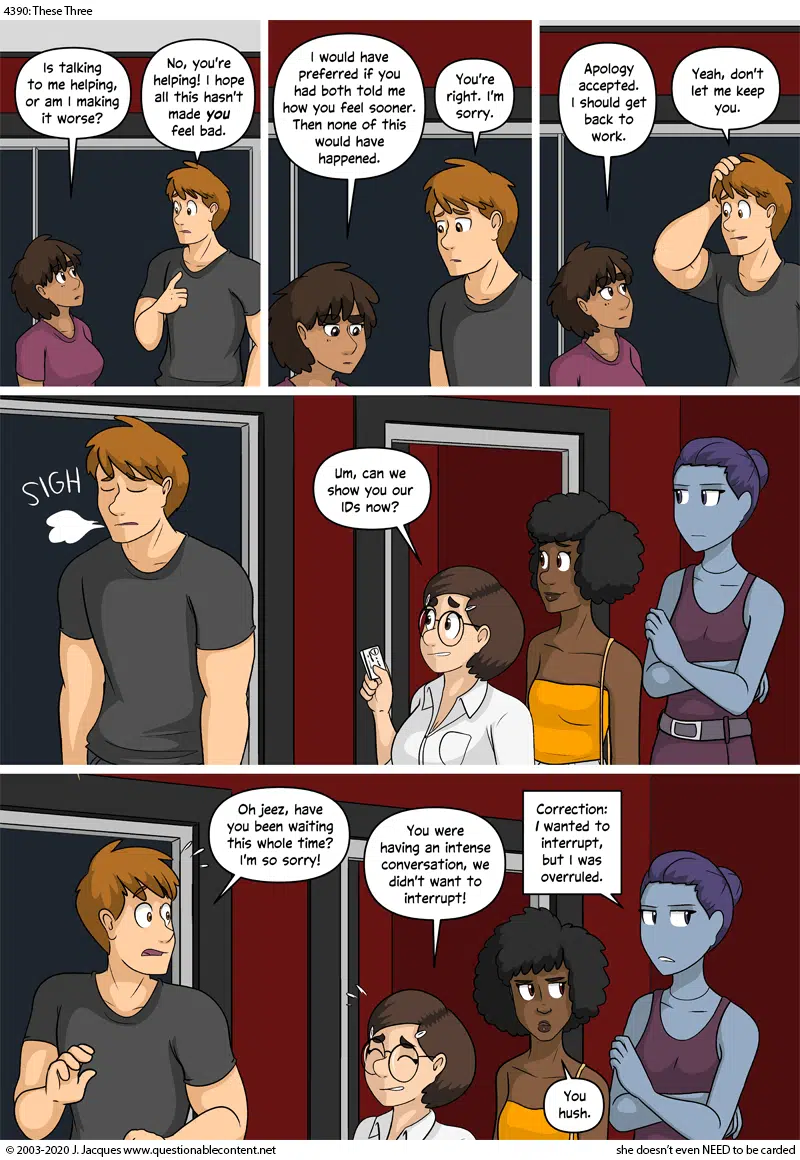 4390: These Three
Is talking
to me helping,
or am I making
it worse?
No, you're
helping! I hope
all this hasn't
made you
feel bad.
I would have
preferred if you
had both told me
how you feel sooner.
Then none of this
would have
happened.
You're
right. I'm
sorry.
Apology
accepted.
I should get
back to
work.
Yeah, don't
let me keep
you.
SIGH
Um, can we
show you our
IDs now?
Oh jeez, have
you been waiting
this whole time?
I'm so sorry!
You were
having an intense
conversation, we
didn't want to
interrupt!
Correction:
I wanted to
interrupt,
but I was
overruled.
You
hush.
© 2003-2020 J. Jacques www.questionablecontent.net
she doesn't even NEED to be carded